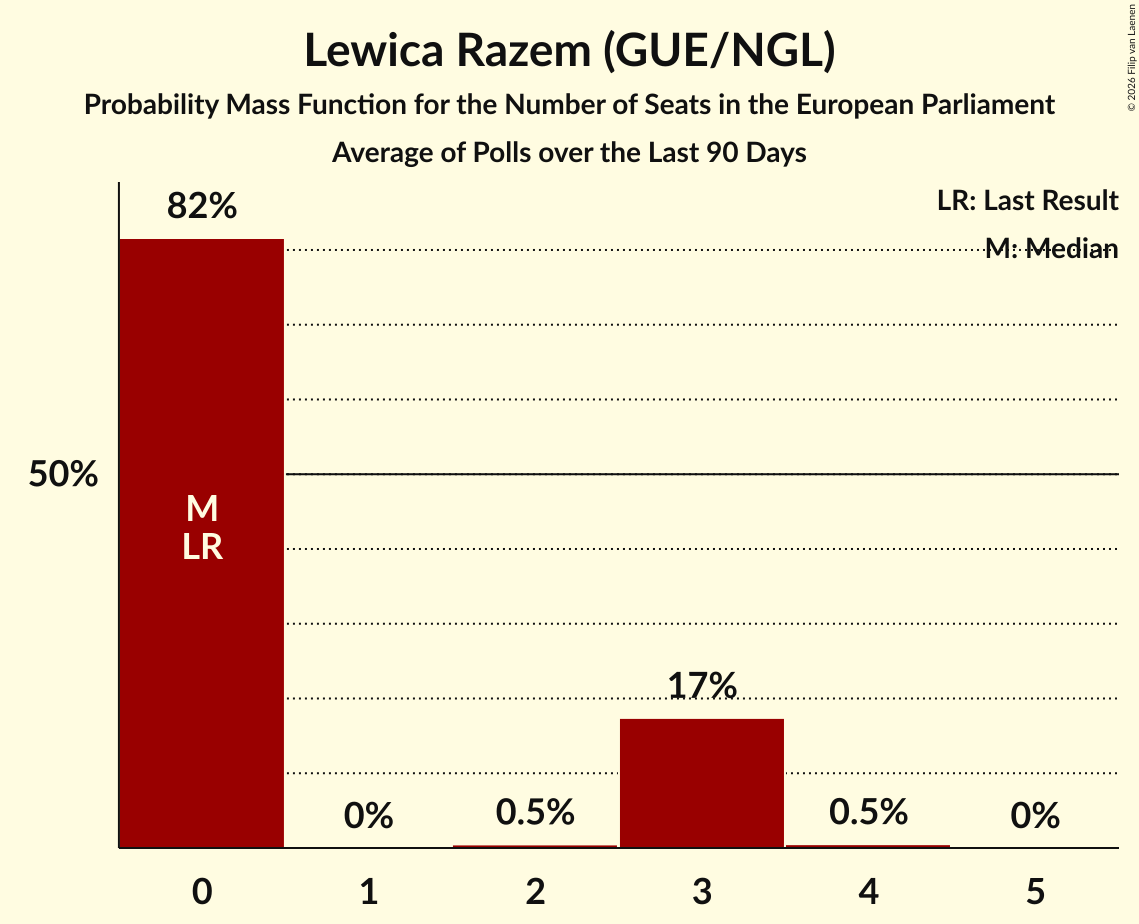 Lewica Razem (GUE/NGL)
Probability Mass Function for the Number of Seats in the European Parliament
Average of Polls over the Last 90 Days
© 2026 Filip van Laenen
LR: Last Result
M: Median
82%
50%
M
LR
17%
0%
0.5%
0.5%
0%
0 1 2 3 4 5